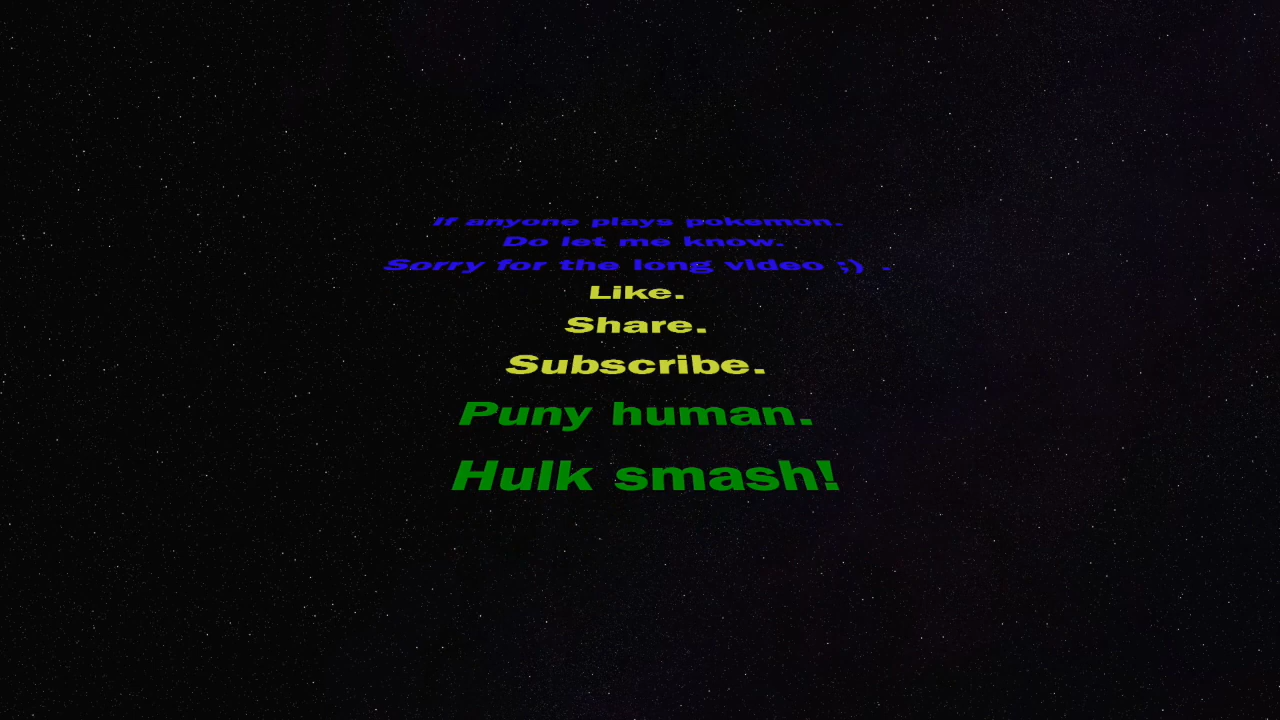 If anyone plays pokemon.
Do let me know.
Sorry for the long video ;) .
Like.
Share.
Subscribe.
Puny human.
Hulk smash!